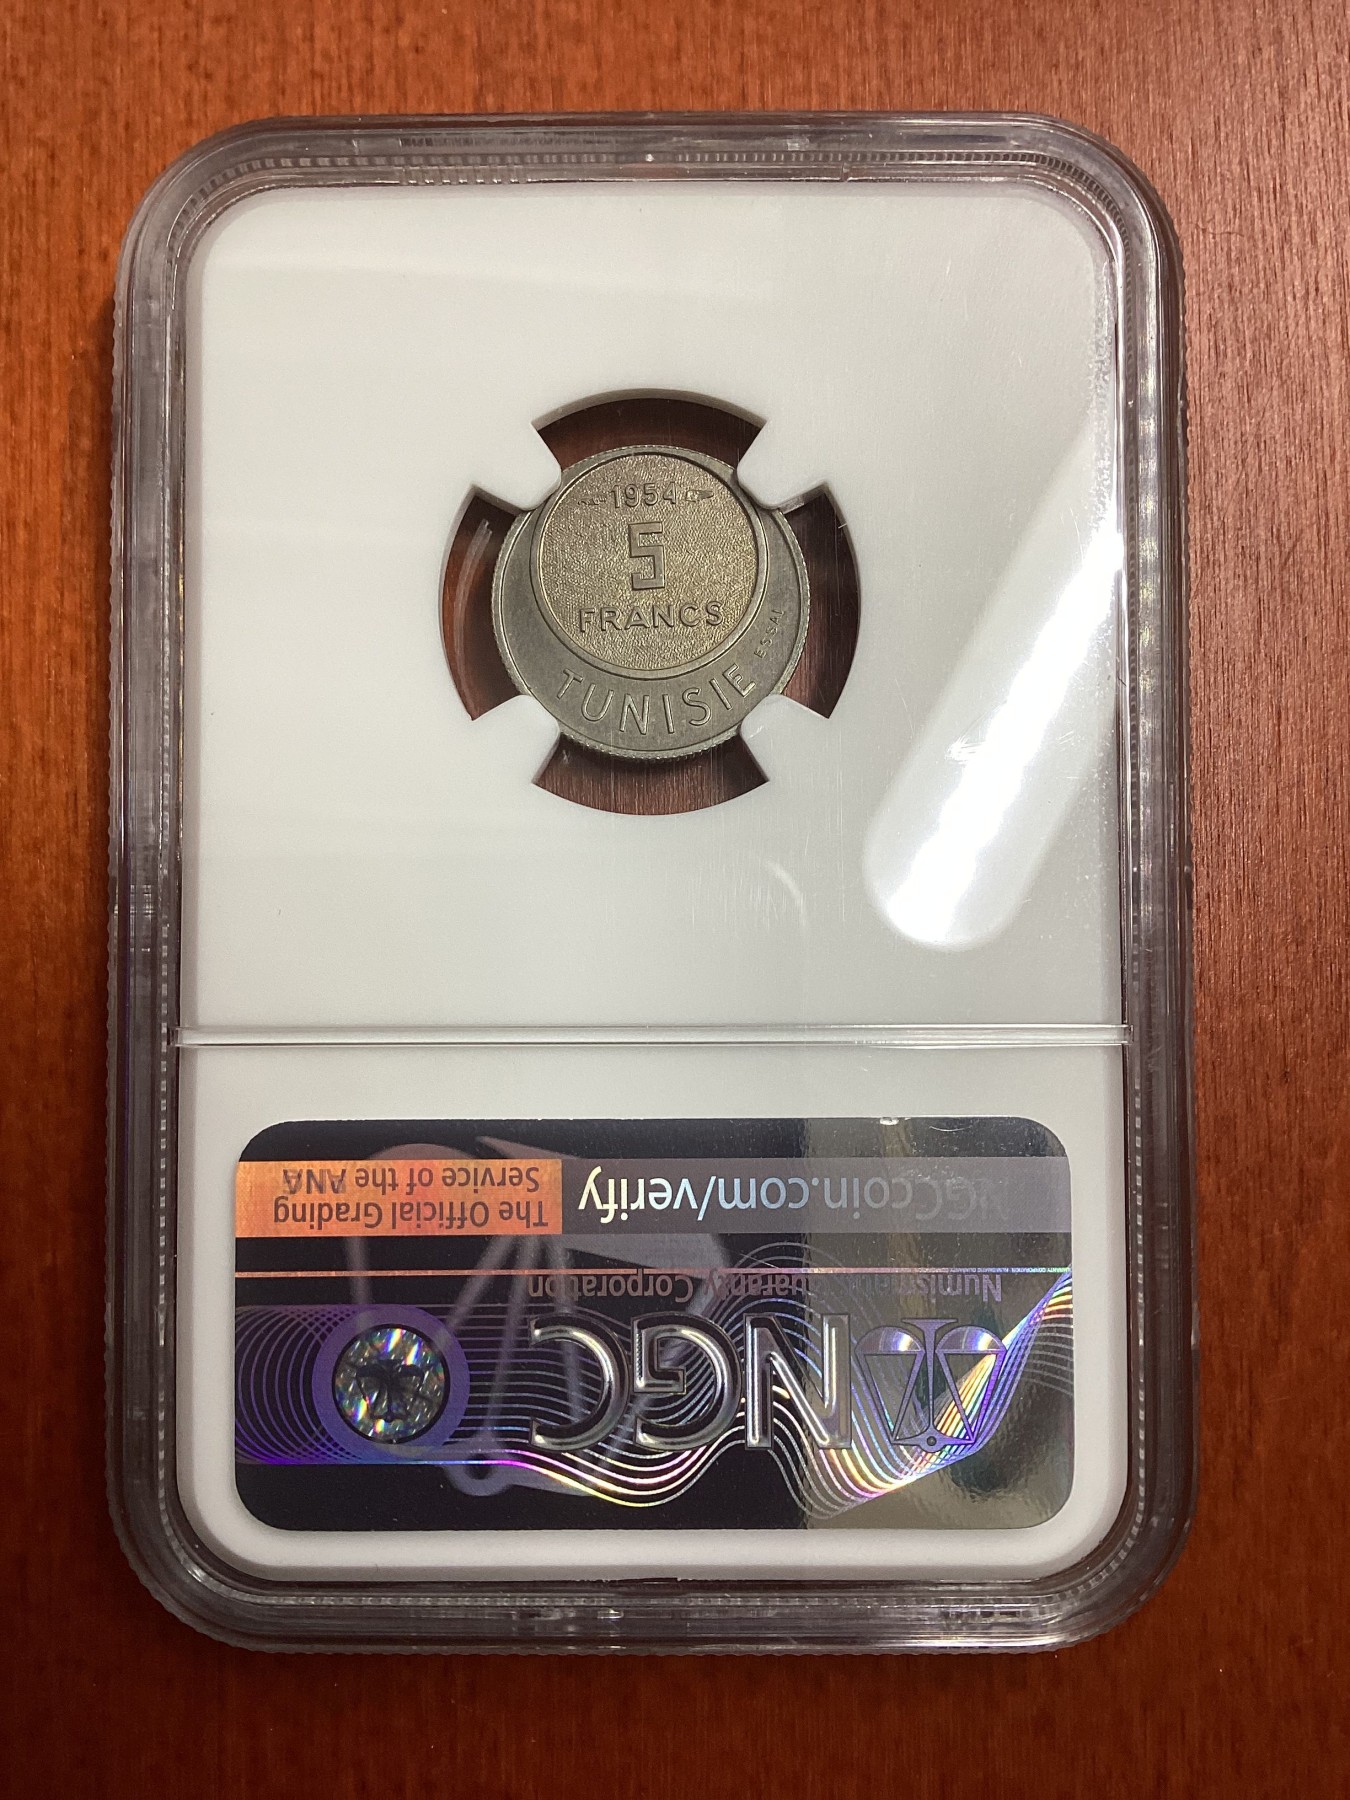 1954
5
FRANCS
TUNISIE
ESSAI
NGC
Numismatic Guaranty Corporation
NGCcoin.com/verify
The Official Grading
Service of the ANA